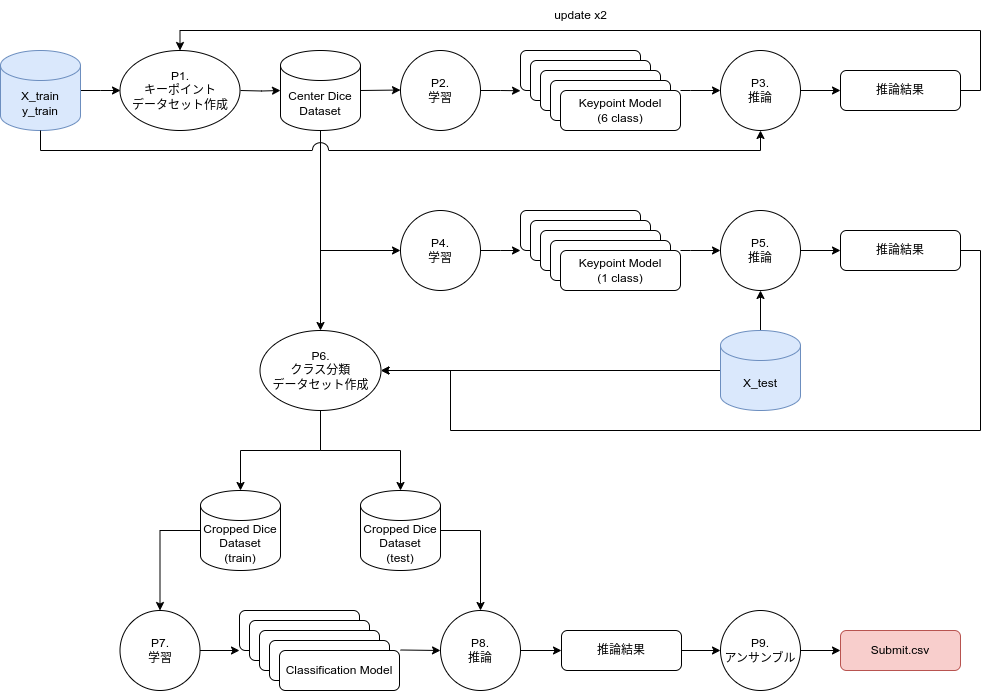 update x2
X_train
y_train
P1.
キーポイント
データセット作成
Center Dice
Dataset
P2.
学習
Keypoint Model
(6 class)
P3.
推論
推論結果
P4.
学習
Keypoint Model
(1 class)
P5.
推論
推論結果
P6.
クラス分類
データセット作成
X_test
Cropped Dice
Dataset
(train)
Cropped Dice
Dataset
(test)
P7.
学習
Classification Model
P8.
推論
推論結果
P9.
アンサンブル
Submit.csv